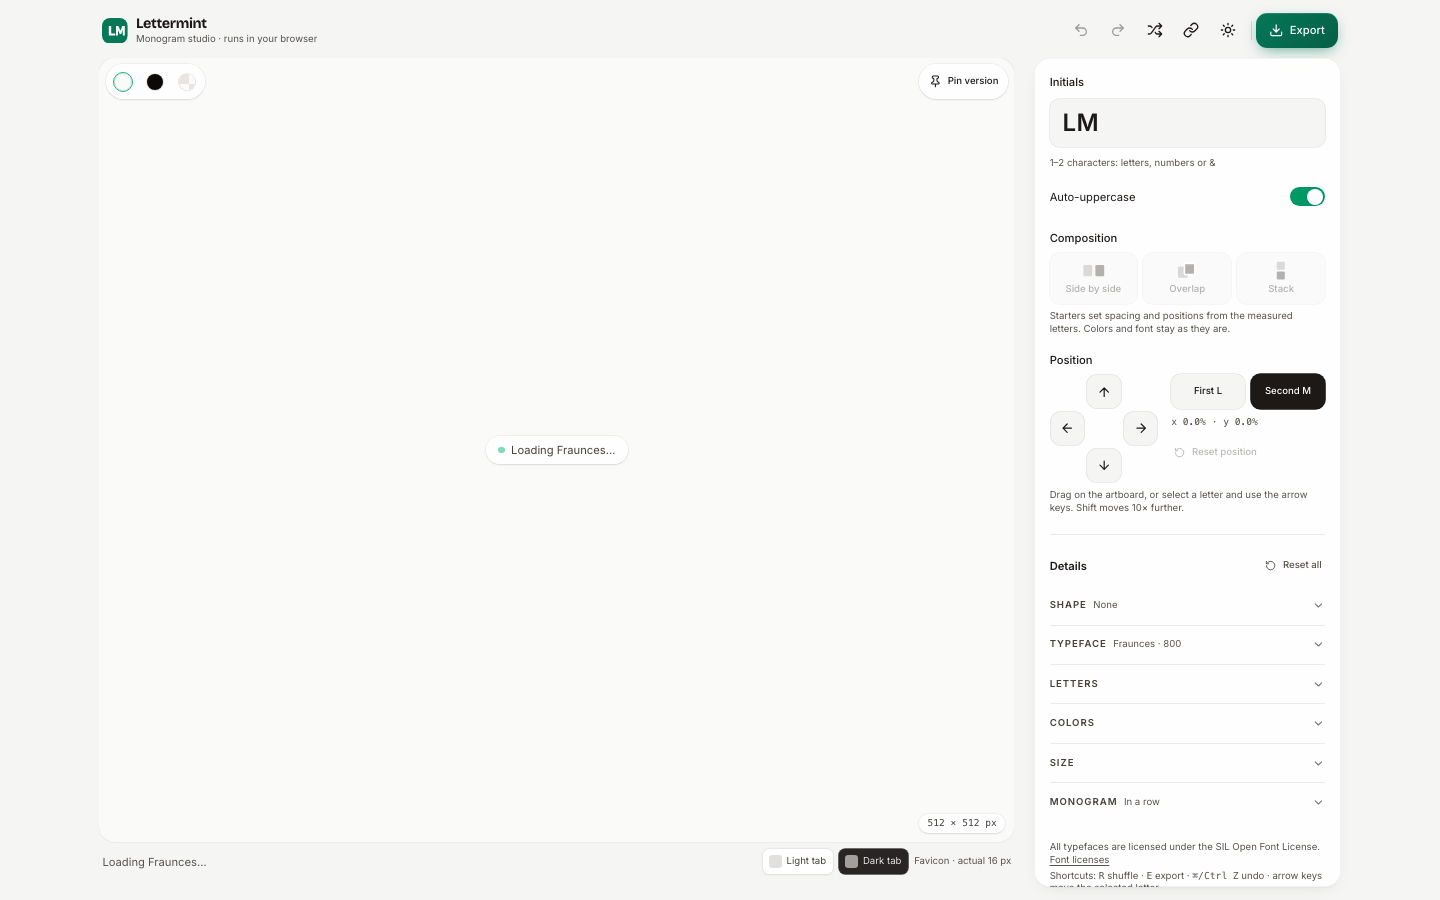 LM
Lettermint
Monogram studio · runs in your browser
Export
Pin version
Loading Fraunces...
512 × 512 px
Loading Fraunces...
Light tab
Dark tab
Favicon · actual 16 px
Initials
LM
1–2 characters: letters, numbers or &
Auto-uppercase
Composition
Side by side
Overlap
Stack
Starters set spacing and positions from the measured
letters. Colors and font stay as they are.
Position
First L
Second M
x 0.0% · y 0.0%
Reset position
Drag on the artboard, or select a letter and use the arrow
keys. Shift moves 10× further.
Details
Reset all
SHAPE None
TYPEFACE Fraunces · 800
LETTERS
COLORS
SIZE
MONOGRAM In a row
All typefaces are licensed under the SIL Open Font License.
Font licenses
Shortcuts: R shuffle · E export · ⌘/Ctrl Z undo · arrow keys
move the selected letter